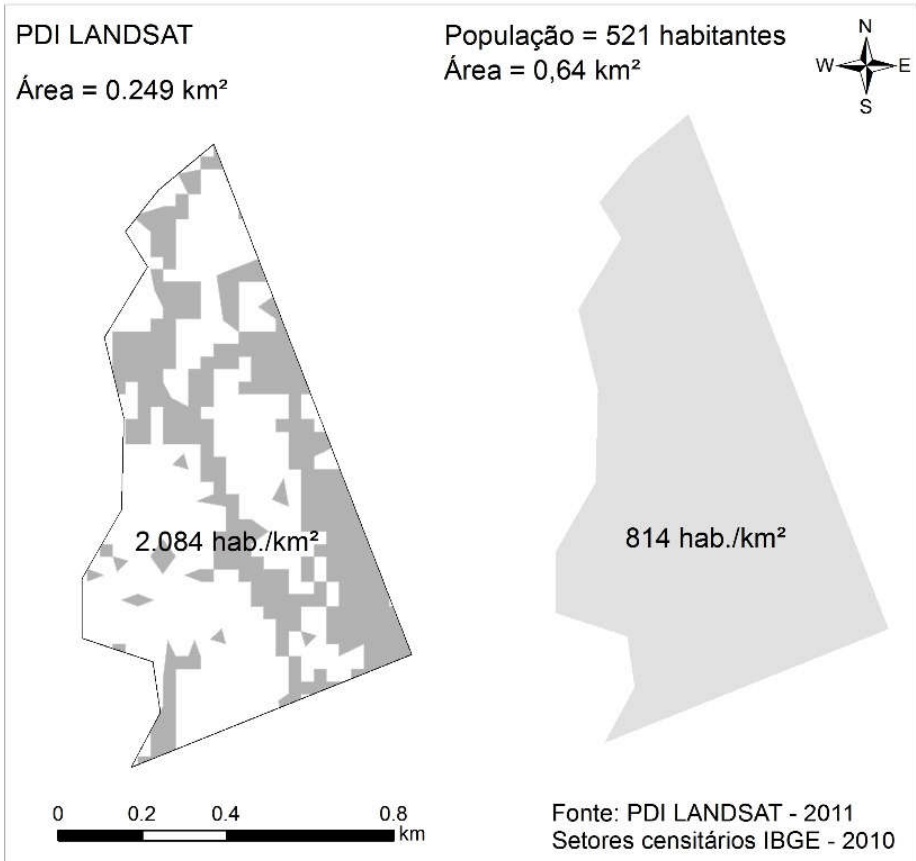 PDI LANDSAT
Área = 0.249 km²
População = 521 habitantes
Área = 0,64 km²
N
W
E
S
2.084 hab./km²
814 hab./km²
0 0.2 0.4 0.8
km
Fonte: PDI LANDSAT - 2011
Setores censitários IBGE - 2010